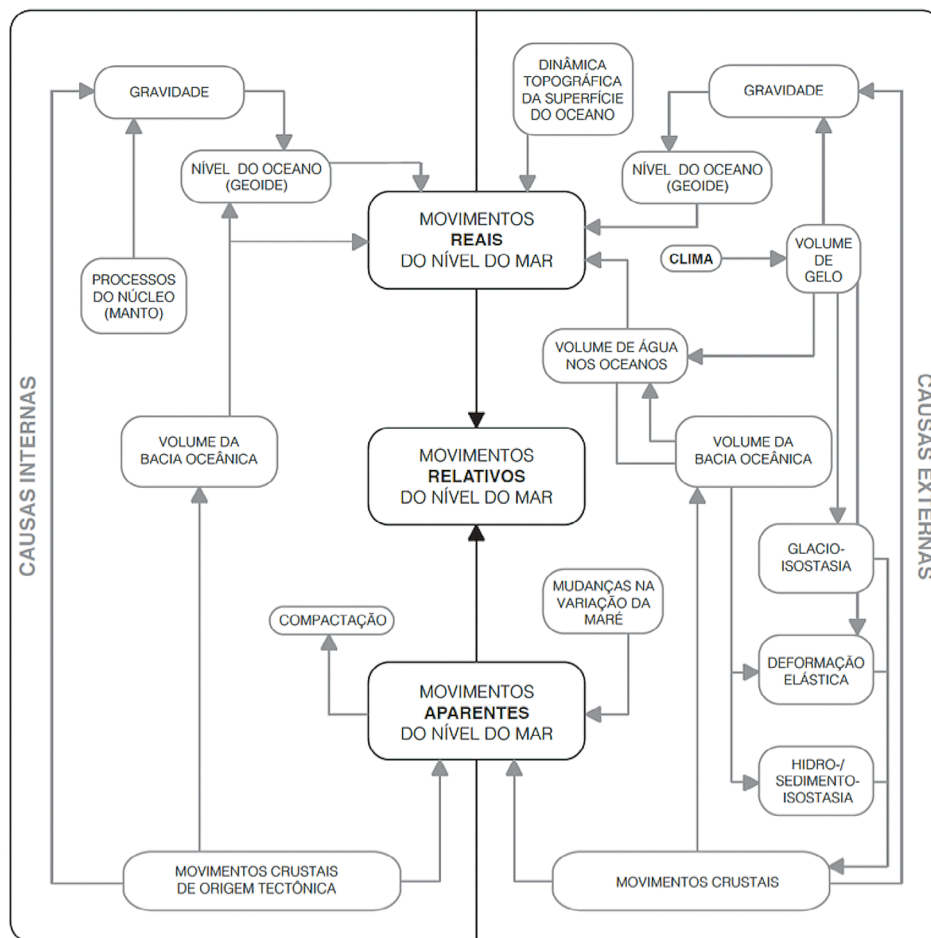 GRAVIDADE
NÍVEL DO OCEANO
(GEOIDE)
PROCESSOS
DO NÚCLEO
(MANTO)
CAUSAS INTERNAS
VOLUME DA
BACIA OCEÂNICA
MOVIMENTOS CRUSTAIS
DE ORIGEM TECTÔNICA
DINÂMICA
TOPOGRÁFICA
DA SUPERFÍCIE
DO OCEANO
MOVIMENTOS
REAIS
DO NÍVEL DO MAR
MOVIMENTOS
RELATIVOS
DO NÍVEL DO MAR
COMPACTAÇÃO
MUDANÇAS NA
VARIAÇÃO DA
MARÉ
MOVIMENTOS
APARENTES
DO NÍVEL DO MAR
GRAVIDADE
NÍVEL DO OCEANO
(GEOIDE)
CLIMA
VOLUME
DE
GELO
VOLUME DE ÁGUA
NOS OCEANOS
VOLUME DA
BACIA OCEÂNICA
CAUSAS EXTERNAS
GLACIO-
ISOSTASIA
DEFORMAÇÃO
ELÁSTICA
HIDRO-/
SEDIMENTO-
ISOSTASIA
MOVIMENTOS CRUSTAIS